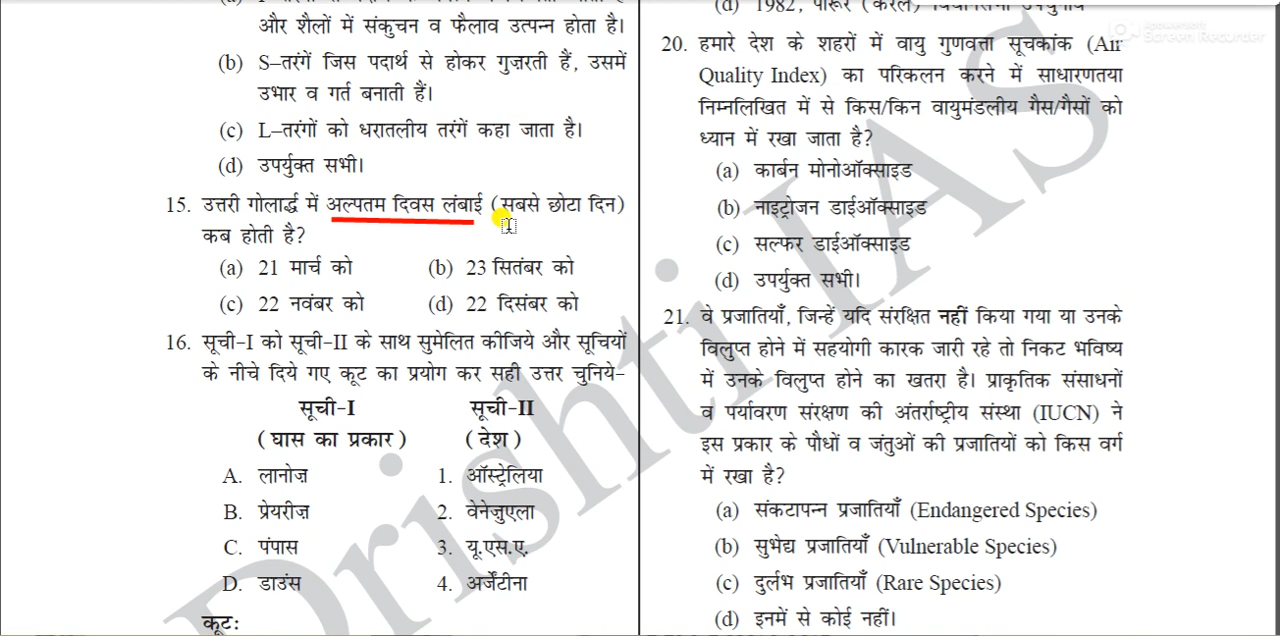 और शैलों में संकुचन व फैलाव उत्पन्न होता है।
(b) S–तरंगें जिस पदार्थ से होकर गुज़रती हैं, उसमें
उभार व गर्त बनाती हैं।
(c) L–तरंगों को धरातलीय तरंगें कहा जाता है।
(d) उपर्युक्त सभी।
15. उत्तरी गोलार्द्ध में अल्पतम दिवस लंबाई (सबसे छोटा दिन)
कब होती है?
(a) 21 मार्च को (b) 23 सितंबर को
(c) 22 नवंबर को (d) 22 दिसंबर को
16. सूची-I को सूची-II के साथ सुमेलित कीजिये और सूचियों
के नीचे दिये गए कूट का प्रयोग कर सही उत्तर चुनिये–
सूची-I सूची-II
(घास का प्रकार) (देश)
A. लानोज़ 1. ऑस्ट्रेलिया
B. प्रेयरीज़ 2. वेनेज़ुएला
C. पंपास 3. यू.एस.ए.
D. डाउंस 4. अर्जेंटीना
कूटः
(d) 1982,
20. हमारे देश के शहरों में वायु गुणवत्ता सूचकांक (Air
Quality Index) का परिकलन करने में साधारणतया
निम्नलिखित में से किस/किन वायुमंडलीय गैस/गैसों को
ध्यान में रखा जाता है?
(a) कार्बन मोनोऑक्साइड
(b) नाइट्रोजन डाईऑक्साइड
(c) सल्फर डाईऑक्साइड
(d) उपर्युक्त सभी।
21. वे प्रजातियाँ, जिन्हें यदि संरक्षित नहीं किया गया या उनके
विलुप्त होने में सहयोगी कारक जारी रहे तो निकट भविष्य
में उनके विलुप्त होने का खतरा है। प्राकृतिक संसाधनों
व पर्यावरण संरक्षण की अंतर्राष्ट्रीय संस्था (IUCN) ने
इस प्रकार के पौधों व जंतुओं की प्रजातियों को किस वर्ग
में रखा है?
(a) संकटापन्न प्रजातियाँ (Endangered Species)
(b) सुभेद्य प्रजातियाँ (Vulnerable Species)
(c) दुर्लभ प्रजातियाँ (Rare Species)
(d) इनमें से कोई नहीं।
Drishti IAS
Apowersoft
Screen Recorder